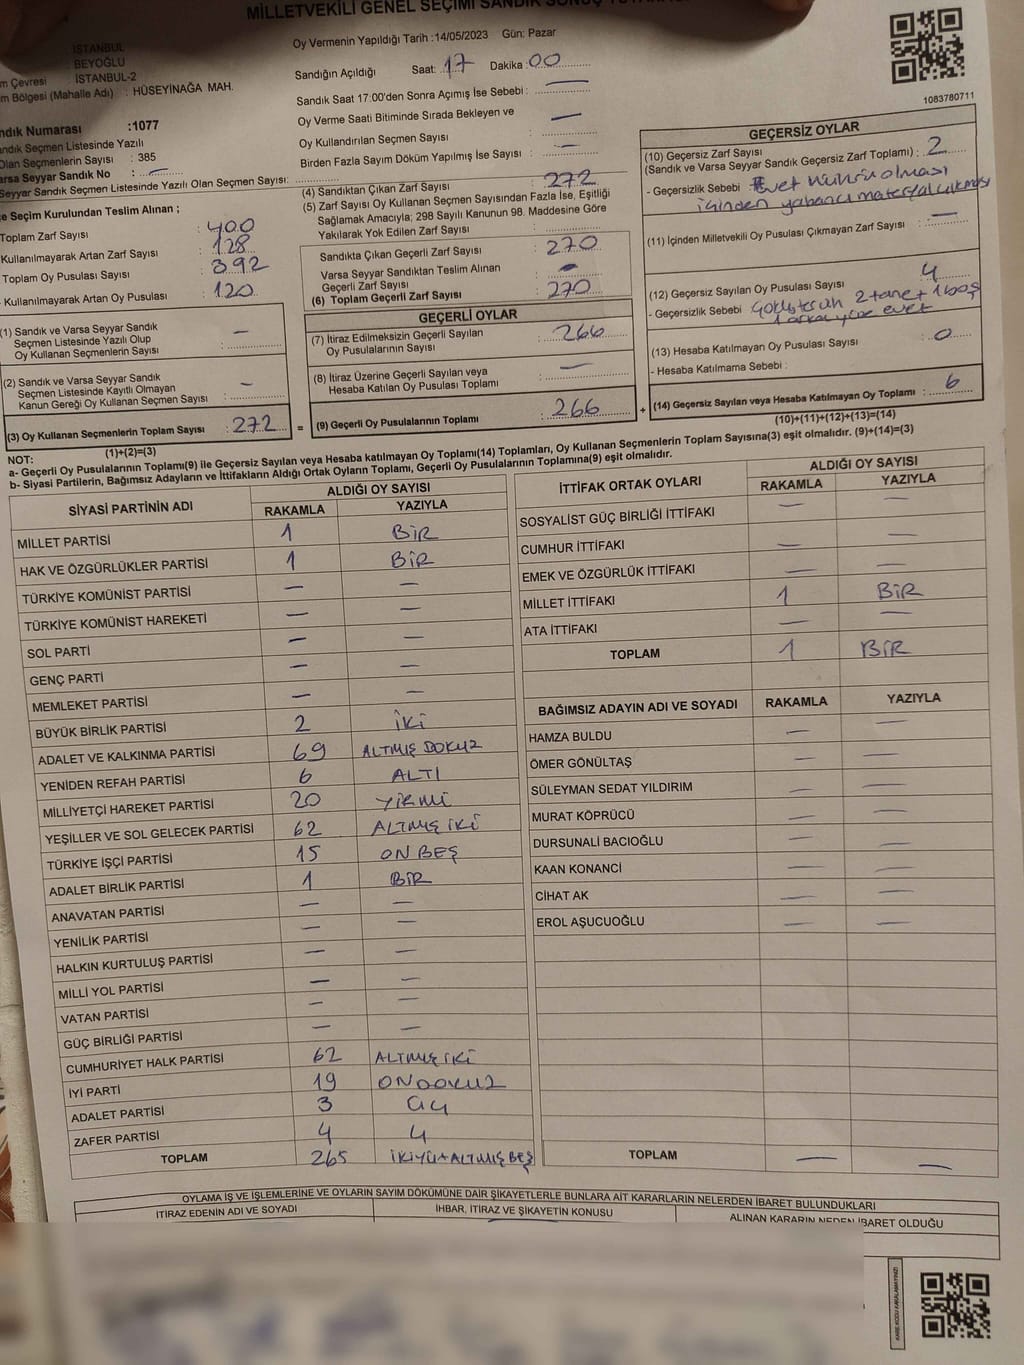 MİLLETVEKİLİ GENEL SEÇİMİ SANDIK SONUÇ
İSTANBUL
BEYOĞLU
m Çevresi İSTANBUL-2
m Bölgesi (Mahalle Adı) : HÜSEYİNAĞA MAH.
ndık Numarası :1077
andık Seçmen Listesinde Yazılı
Olan Seçmenlerin Sayısı : 385
arsa Seyyar Sandık No : —
Seyyar Sandık Seçmen Listesinde Yazılı Olan Seçmen Sayısı:
Oy Vermenin Yapıldığı Tarih :14/05/2023 Gün: Pazar
Sandığın Açıldığı Saat: 17 Dakika : 00
Sandık Saat 17:00'den Sonra Açımış İse Sebebi : —
Oy Verme Saati Bitiminde Sırada Bekleyen ve
Oy Kullandırılan Seçmen Sayısı : —
Birden Fazla Sayım Döküm Yapılmış İse Sayısı : —
1083780711
e Seçim Kurulundan Teslim Alınan ;
Toplam Zarf Sayısı : 400
Kullanılmayarak Artan Zarf Sayısı : 128
Toplam Oy Pusulası Sayısı : 392
Kullanılmayarak Artan Oy Pusulası : 120
(1) Sandık ve Varsa Seyyar Sandık
Seçmen Listesinde Yazılı Olup
Oy Kullanan Seçmenlerin Sayısı : —
(2) Sandık ve Varsa Seyyar Sandık
Seçmen Listesinde Kayıtlı Olmayan
Kanun Gereği Oy Kullanan Seçmen Sayısı : —
(3) Oy Kullanan Seçmenlerin Toplam Sayısı : 272
(1)+(2)=(3)
(4) Sandıktan Çıkan Zarf Sayısı : 272
(5) Zarf Sayısı Oy Kullanan Seçmen Sayısından Fazla İse, Eşitliği
Sağlamak Amacıyla; 298 Sayılı Kanunun 98. Maddesine Göre
Yakılarak Yok Edilen Zarf Sayısı :
Sandıkta Çıkan Geçerli Zarf Sayısı : 270
Varsa Seyyar Sandıktan Teslim Alınan
Geçerli Zarf Sayısı : —
(6) Toplam Geçerli Zarf Sayısı : 270
GEÇERLİ OYLAR
(7) İtiraz Edilmeksizin Geçerli Sayılan
Oy Pusulalarının Sayısı : 266
(8) İtiraz Üzerine Geçerli Sayılan veya
Hesaba Katılan Oy Pusulası Toplamı : —
= (9) Geçerli Oy Pusulalarının Toplamı : 266 +
GEÇERSİZ OYLAR
(10) Geçersiz Zarf Sayısı
(Sandık ve Varsa Seyyar Sandık Geçersiz Zarf Toplamı) : 2
- Geçersizlik Sebebi : Evet mührü olması
içinden yabancı materyal çıkması
(11) İçinden Milletvekili Oy Pusulası Çıkmayan Zarf Sayısı : —
(12) Geçersiz Sayılan Oy Pusulası Sayısı : 4
- Geçersizlik Sebebi : 2 tane 1 boş
1 arka evet
(13) Hesaba Katılmayan Oy Pusulası Sayısı : 0
- Hesaba Katılmama Sebebi :
(14) Geçersiz Sayılan veya Hesaba Katılmayan Oy Toplamı : 6
(10)+(11)+(12)+(13)=(14)
NOT:
a- Geçerli Oy Pusulalarının Toplamı(9) ile Geçersiz Sayılan veya Hesaba katılmayan Oy Toplamı(14) Toplamları, Oy Kullanan Seçmenlerin Toplam Sayısına(3) eşit olmalıdır. (9)+(14)=(3)
b- Siyasi Partilerin, Bağımsız Adayların ve İttifakların Aldığı Ortak Oyların Toplamı, Geçerli Oy Pusulalarının Toplamına(9) eşit olmalıdır.
SİYASİ PARTİNİN ADI
ALDIĞI OY SAYISI
RAKAMLA YAZIYLA
MİLLET PARTİSİ 1 BİR
HAK VE ÖZGÜRLÜKLER PARTİSİ 1 BİR
TÜRKİYE KOMÜNİST PARTİSİ — —
TÜRKİYE KOMÜNİST HAREKETİ — —
SOL PARTİ — —
GENÇ PARTİ — —
MEMLEKET PARTİSİ — —
BÜYÜK BİRLİK PARTİSİ 2 İKİ
ADALET VE KALKINMA PARTİSİ 69 ALTMIŞ DOKUZ
YENİDEN REFAH PARTİSİ 6 ALTI
MİLLİYETÇİ HAREKET PARTİSİ 20 YİRMİ
YEŞİLLER VE SOL GELECEK PARTİSİ 62 ALTMIŞ İKİ
TÜRKİYE İŞÇİ PARTİSİ 15 ON BEŞ
ADALET BİRLİK PARTİSİ 1 BİR
ANAVATAN PARTİSİ — —
YENİLİK PARTİSİ — —
HALKIN KURTULUŞ PARTİSİ — —
MİLLİ YOL PARTİSİ — —
VATAN PARTİSİ — —
GÜÇ BİRLİĞİ PARTİSİ — —
CUMHURİYET HALK PARTİSİ 62 ALTMIŞ İKİ
İYİ PARTİ 19 ONDOKUZ
ADALET PARTİSİ 3 ÜÇ
ZAFER PARTİSİ 4 4
TOPLAM 265 İKİYÜZ ALTMIŞ BEŞ
İTTİFAK ORTAK OYLARI
ALDIĞI OY SAYISI
RAKAMLA YAZIYLA
SOSYALİST GÜÇ BİRLİĞİ İTTİFAKI — —
CUMHUR İTTİFAKI — —
EMEK VE ÖZGÜRLÜK İTTİFAKI — —
MİLLET İTTİFAKI 1 BİR
ATA İTTİFAKI — —
TOPLAM 1 BİR
BAĞIMSIZ ADAYIN ADI VE SOYADI RAKAMLA YAZIYLA
HAMZA BULDU — —
ÖMER GÖNÜLTAŞ — —
SÜLEYMAN SEDAT YILDIRIM — —
MURAT KÖPRÜCÜ — —
DURSUNALİ BACIOĞLU — —
KAAN KONANCİ — —
CİHAT AK — —
EROL AŞUCUOĞLU — —
TOPLAM — —
OYLAMA İŞ VE İŞLEMLERİNE VE OYLARIN SAYIM DÖKÜMÜNE DAİR ŞİKAYETLERLE BUNLARA AİT KARARLARIN NELERDEN İBARET BULUNDUKLARI
İTİRAZ EDENİN ADI VE SOYADI İHBAR, İTİRAZ VE ŞİKAYETİN KONUSU ALINAN KARARIN NEDEN İBARET OLDUĞU
KARE KODU KARALAMAYINIZ!